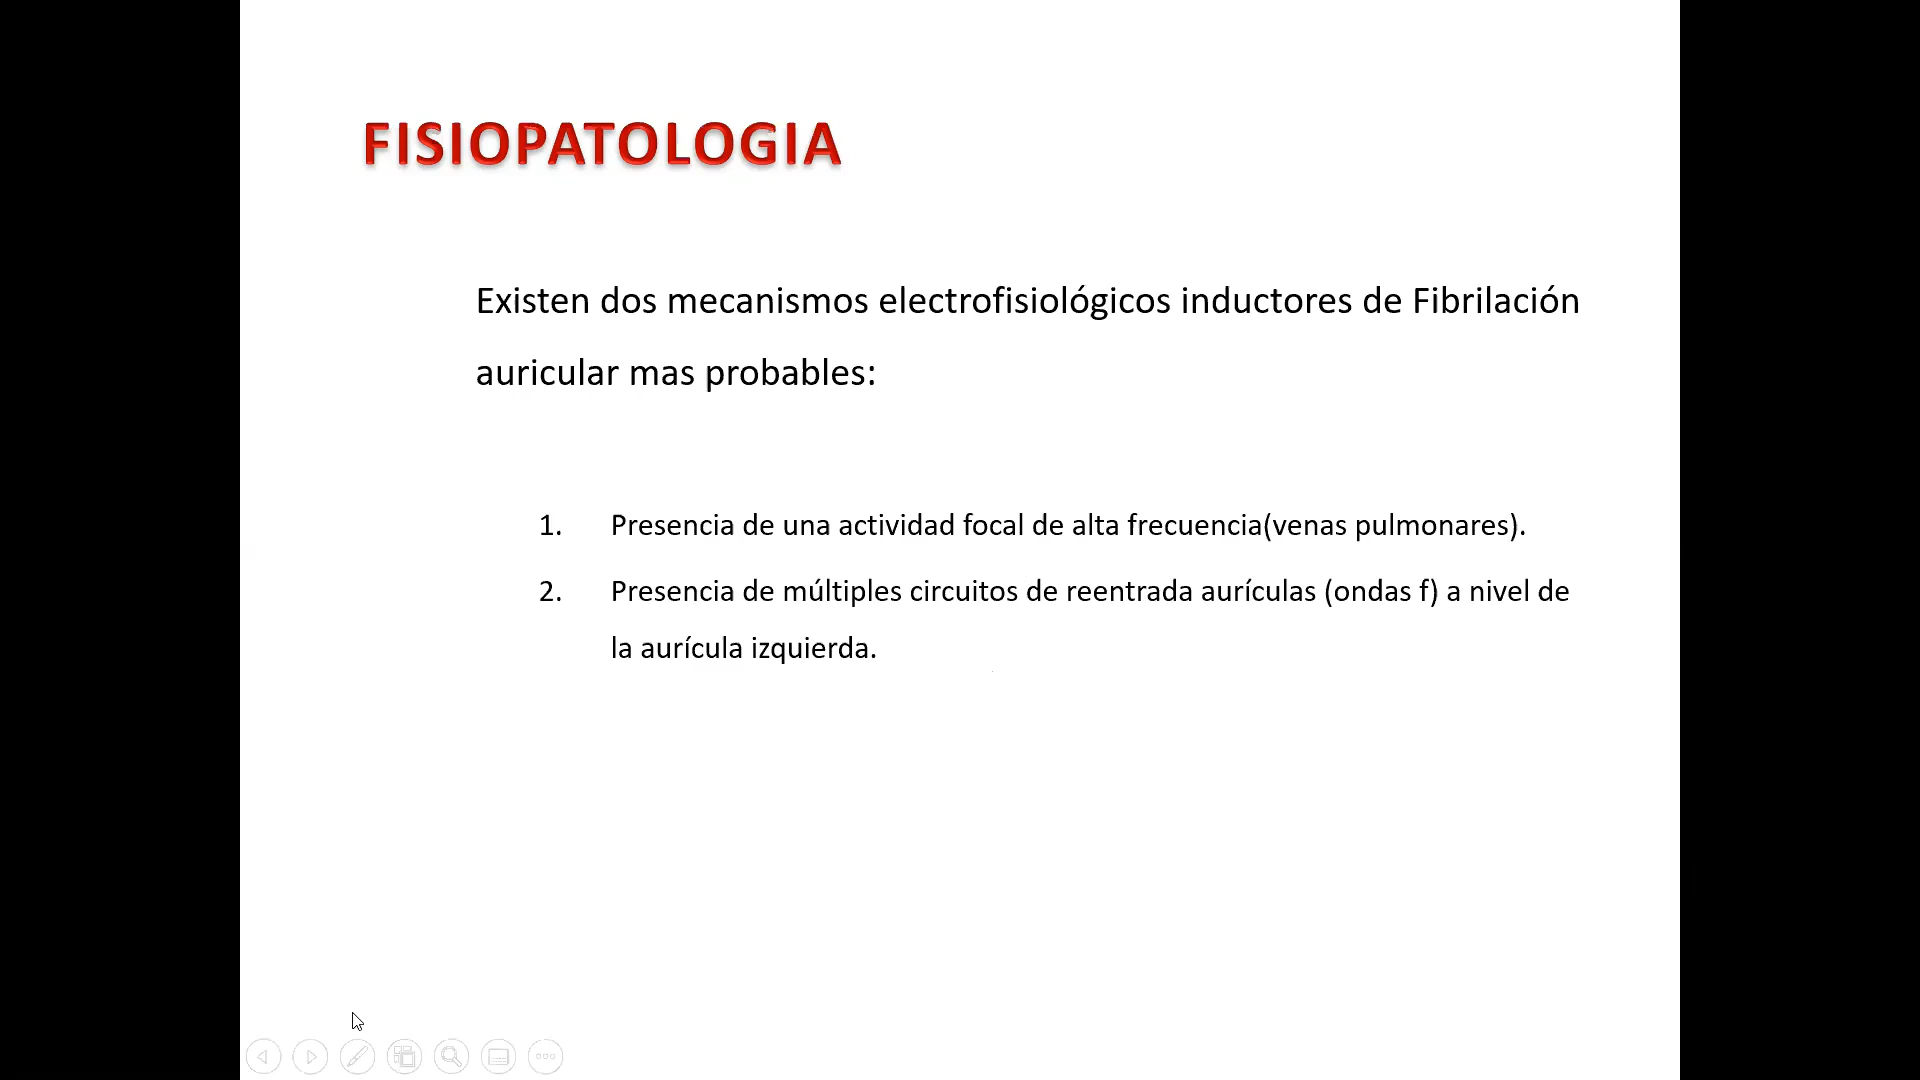 FISIOPATOLOGIA
Existen dos mecanismos electrofisiológicos inductores de Fibrilación
auricular mas probables:
1. Presencia de una actividad focal de alta frecuencia(venas pulmonares).
2. Presencia de múltiples circuitos de reentrada aurículas (ondas f) a nivel de
la aurícula izquierda.